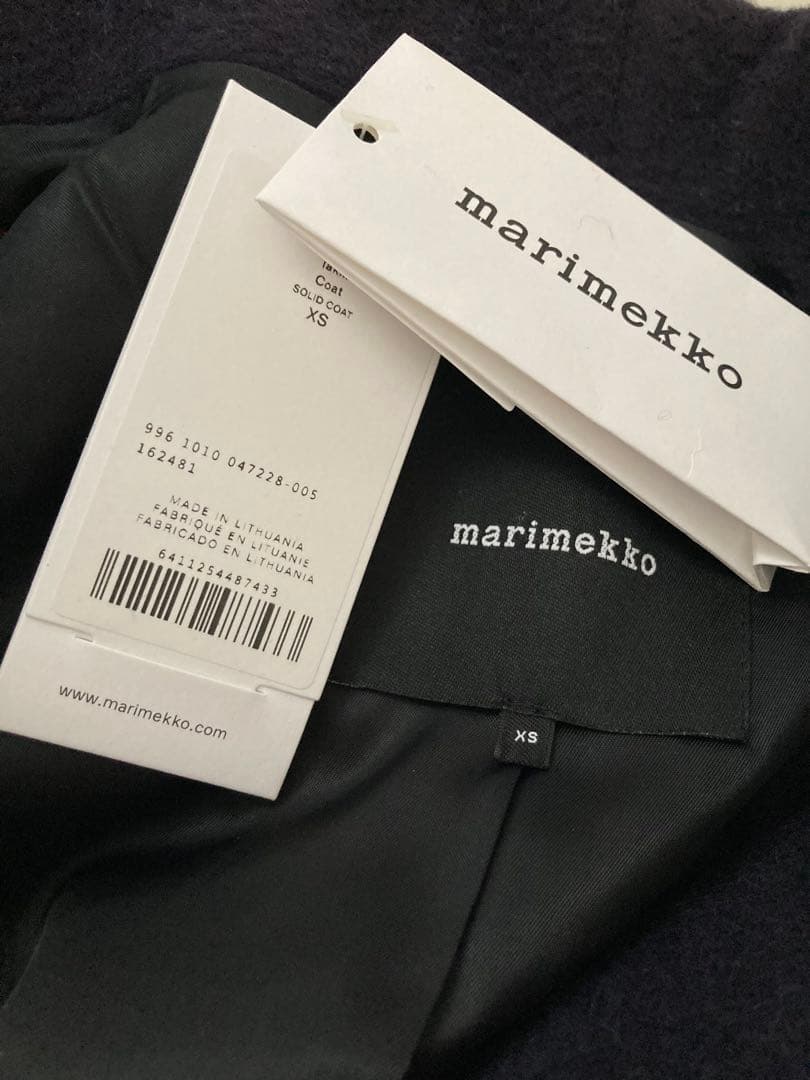 marimekko
Coat
SOLID COAT
XS
996 1010 047228-005
162481
MADE IN LITHUANIA
FABRIQUÉ EN LITUANIE
FABRICADO EN LITHUANIA
6411254487433
www.marimekko.com
marimekko
XS